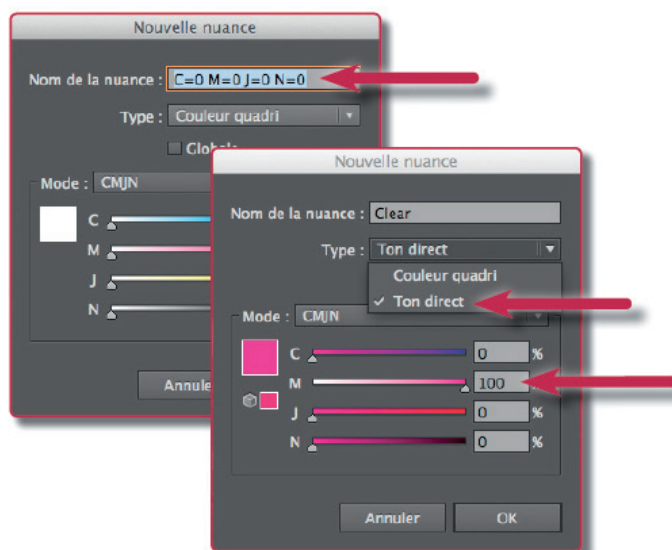 Nouvelle nuance
Nom de la nuance : C=0 M=0 J=0 N=0
Type : Couleur quadri
Mode : CMJN
C
M
J
N
Nouvelle nuance
Nom de la nuance : Clear
Type : Ton direct
Couleur quadri
✓ Ton direct
Mode : CMJN
C 0 %
M 100
J 0 %
N 0 %
Annuler OK